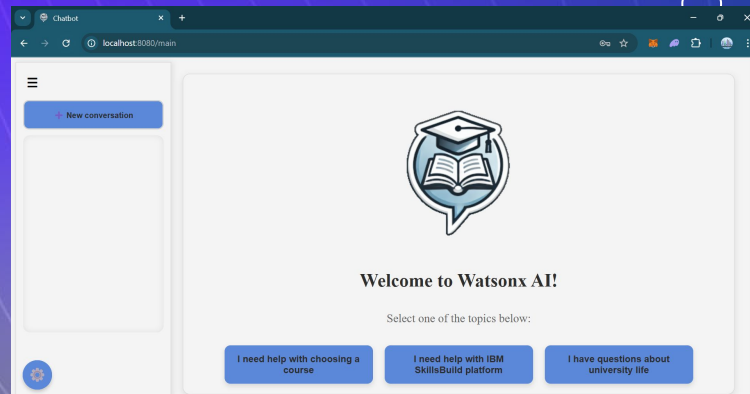 Chatbot
localhost:8080/main
New conversation
Welcome to Watsonx AI!
Select one of the topics below:
I need help with choosing a
course
I need help with IBM
SkillsBuild platform
I have questions about
university life